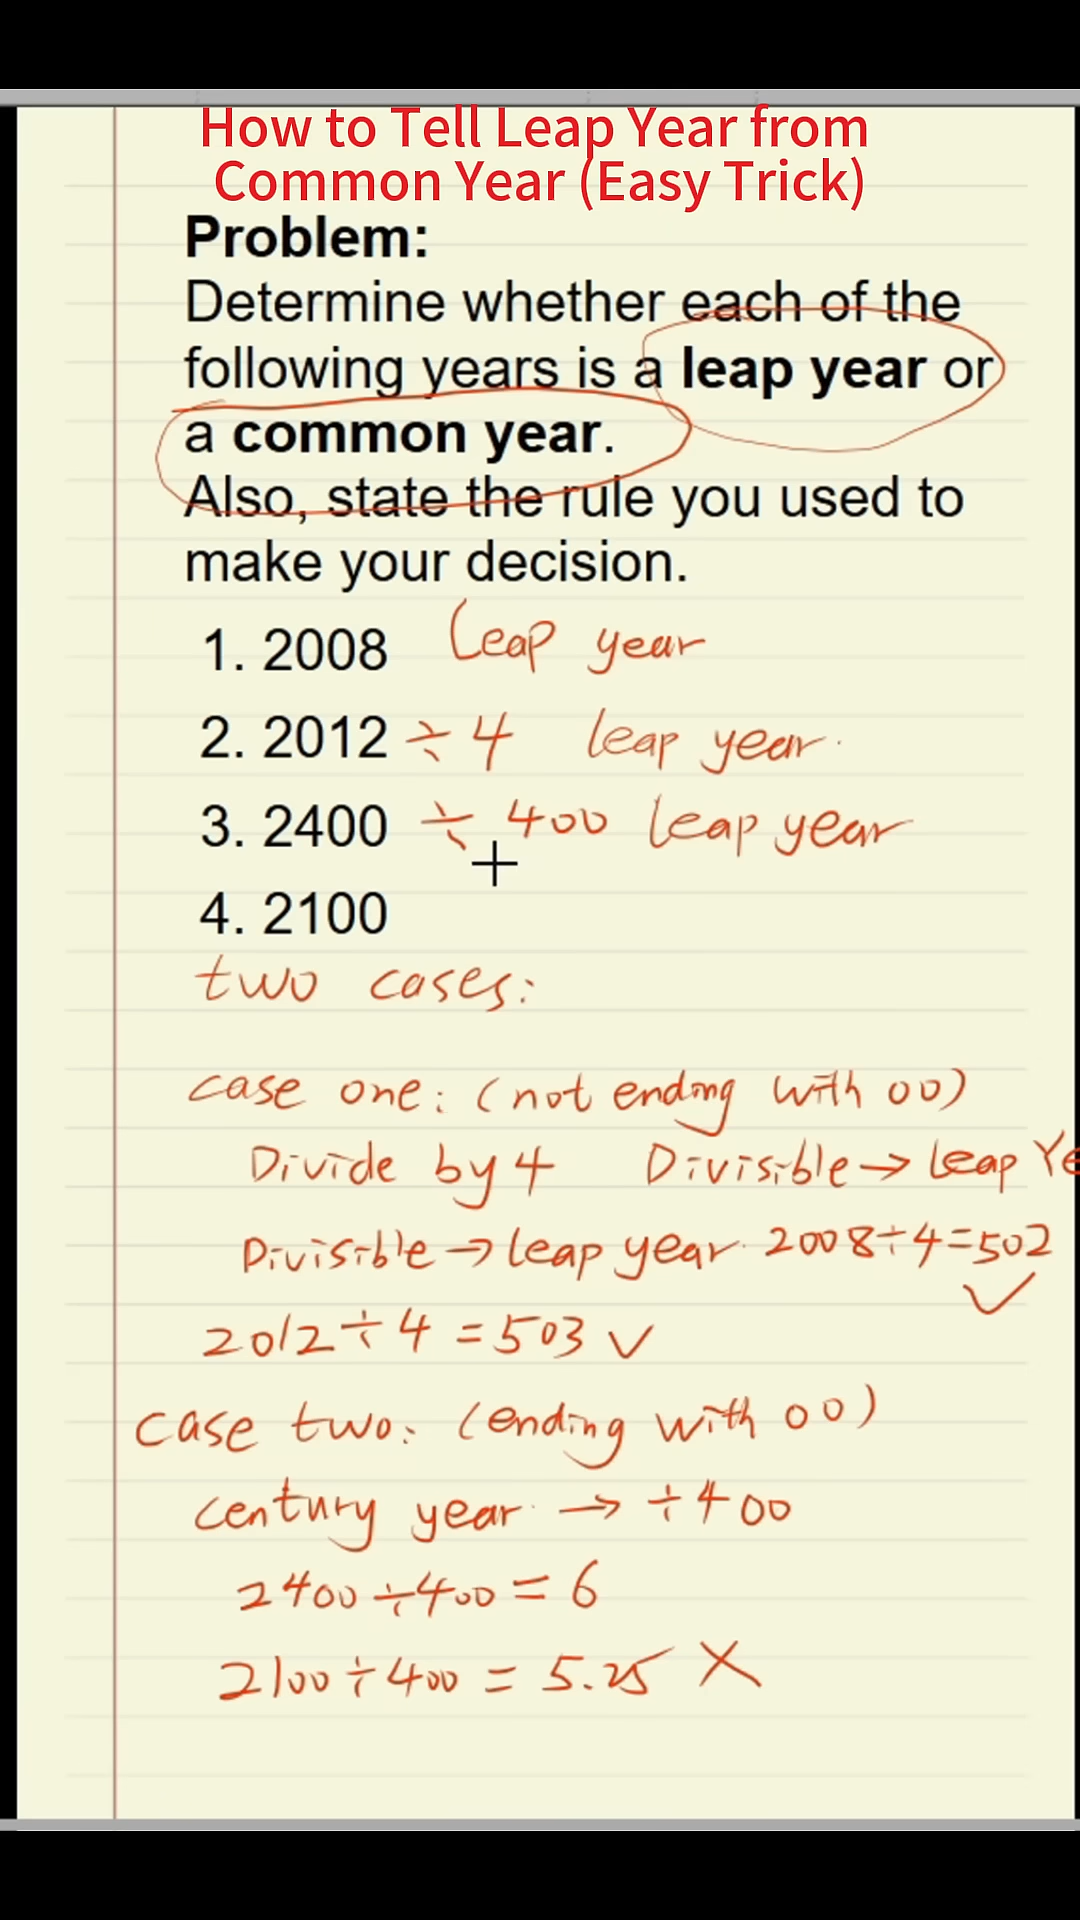 How to Tell Leap Year from
Common Year (Easy Trick)
Problem:
Determine whether each of the
following years is a leap year or
a common year.
Also, state the rule you used to
make your decision.
1. 2008 Leap year
2. 2012 ÷ 4 leap year.
3. 2400 ÷ 400 leap year
4. 2100
two cases:
case one: (not ending with 00)
Divide by 4 Divisible → leap Ye
Divisible → leap year. 2008 ÷ 4 = 502 ✓
2012 ÷ 4 = 503 ✓
case two: (ending with 00)
century year → ÷ 400
2400 ÷ 400 = 6
2100 ÷ 400 = 5.25 ×